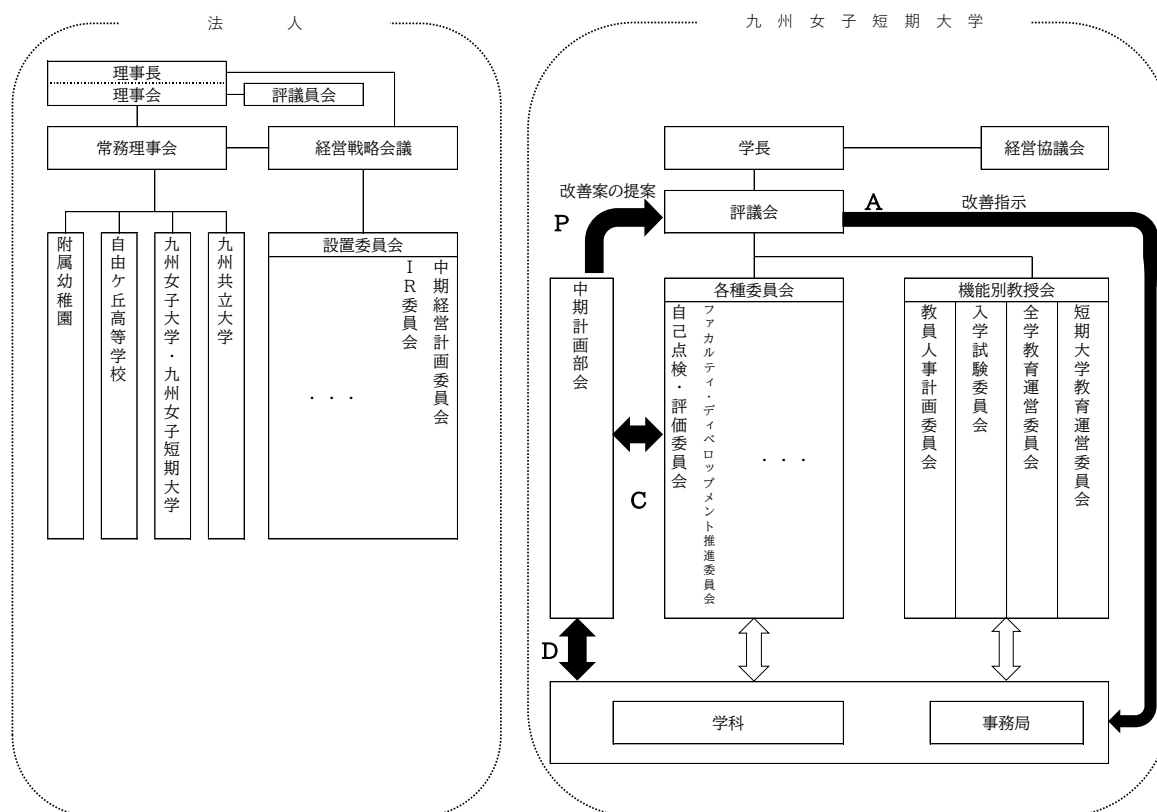 法人
理事長
理事会
評議員会
常務理事会
経営戦略会議
附属幼稚園
自由ケ丘高等学校
九州女子大学・九州女子短期大学
九州共立大学
設置委員会
中期経営計画委員会
IR委員会
・・・
九州女子短期大学
学長
経営協議会
改善案の提案
P
評議会
A
改善指示
中期計画部会
各種委員会
ファカルティ・ディベロップメント推進委員会
自己点検・評価委員会
・・・
C
機能別教授会
短期大学教育運営委員会
全学教育運営委員会
入学試験委員会
教員人事計画委員会
D
学科
事務局